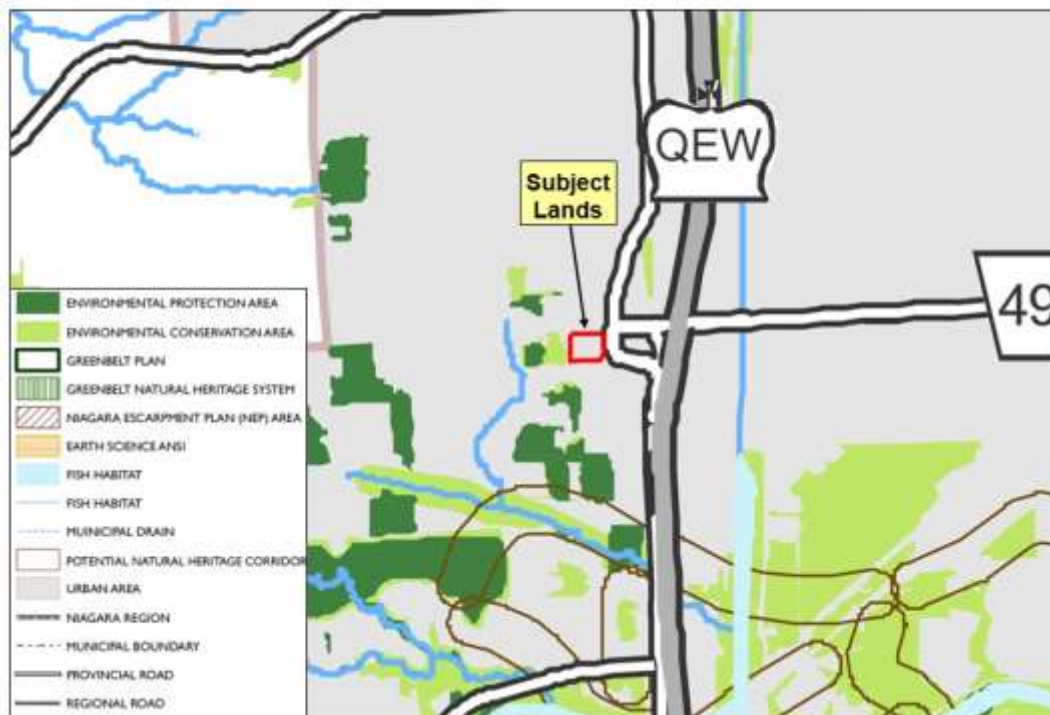 QEW
Subject
Lands
49
ENVIRONMENTAL PROTECTION AREA
ENVIRONMENTAL CONSERVATION AREA
GREENBELT PLAN
GREENBELT NATURAL HERITAGE SYSTEM
NIAGARA ESCARPMENT PLAN (NEP) AREA
EARTH SCIENCE ANSI
FISH HABITAT
FISH HABITAT
MUNICIPAL DRAIN
POTENTIAL NATURAL HERITAGE CORRIDOR
URBAN AREA
NIAGARA REGION
MUNICIPAL BOUNDARY
PROVINCIAL ROAD
REGIONAL ROAD